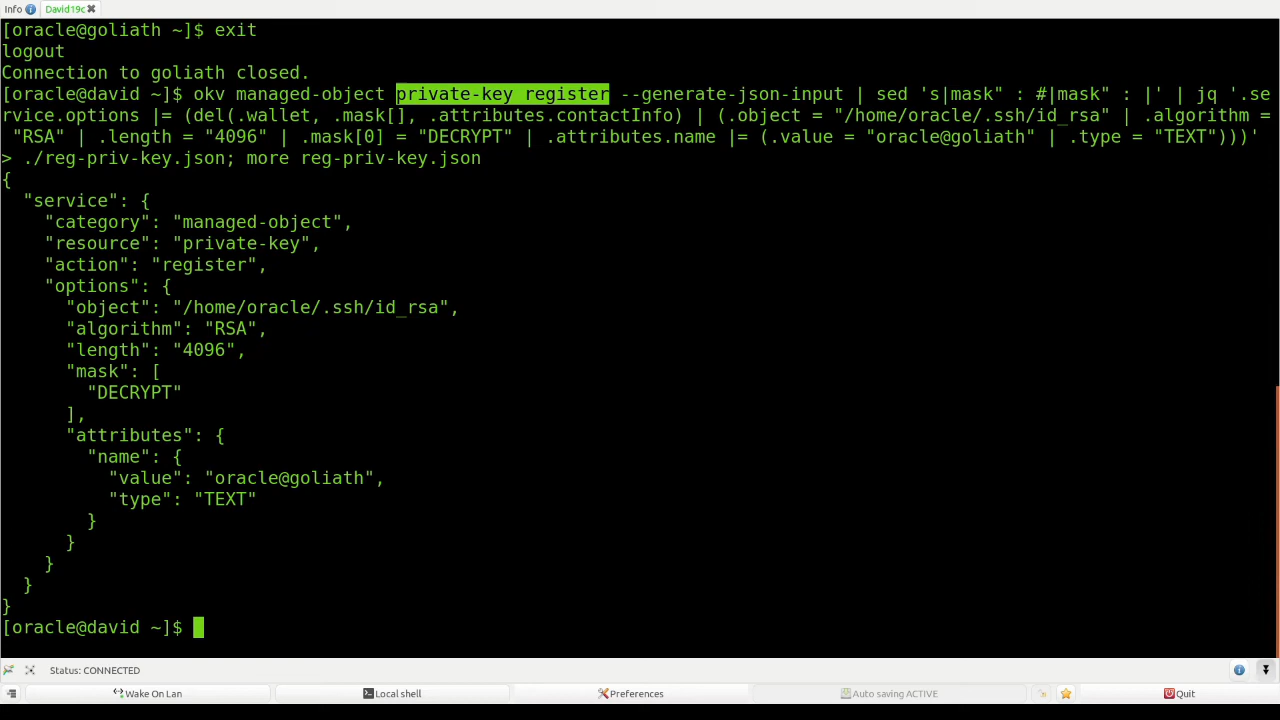 Info
David19c
[oracle@goliath ~]$ exit
logout
Connection to goliath closed.
[oracle@david ~]$ okv managed-object private-key register --generate-json-input | sed 's|mask" : #|mask" : |' | jq '.se
rvice.options |= (del(.wallet, .mask[], .attributes.contactInfo) | (.object = "/home/oracle/.ssh/id_rsa" | .algorithm =
"RSA" | .length = "4096" | .mask[0] = "DECRYPT" | .attributes.name |= (.value = "oracle@goliath" | .type = "TEXT")))'
> ./reg-priv-key.json; more reg-priv-key.json
{
"service": {
"category": "managed-object",
"resource": "private-key",
"action": "register",
"options": {
"object": "/home/oracle/.ssh/id_rsa",
"algorithm": "RSA",
"length": "4096",
"mask": [
"DECRYPT"
],
"attributes": {
"name": {
"value": "oracle@goliath",
"type": "TEXT"
}
}
}
}
}
[oracle@david ~]$
Status: CONNECTED
Wake On Lan
Local shell
Preferences
Auto saving ACTIVE
Quit